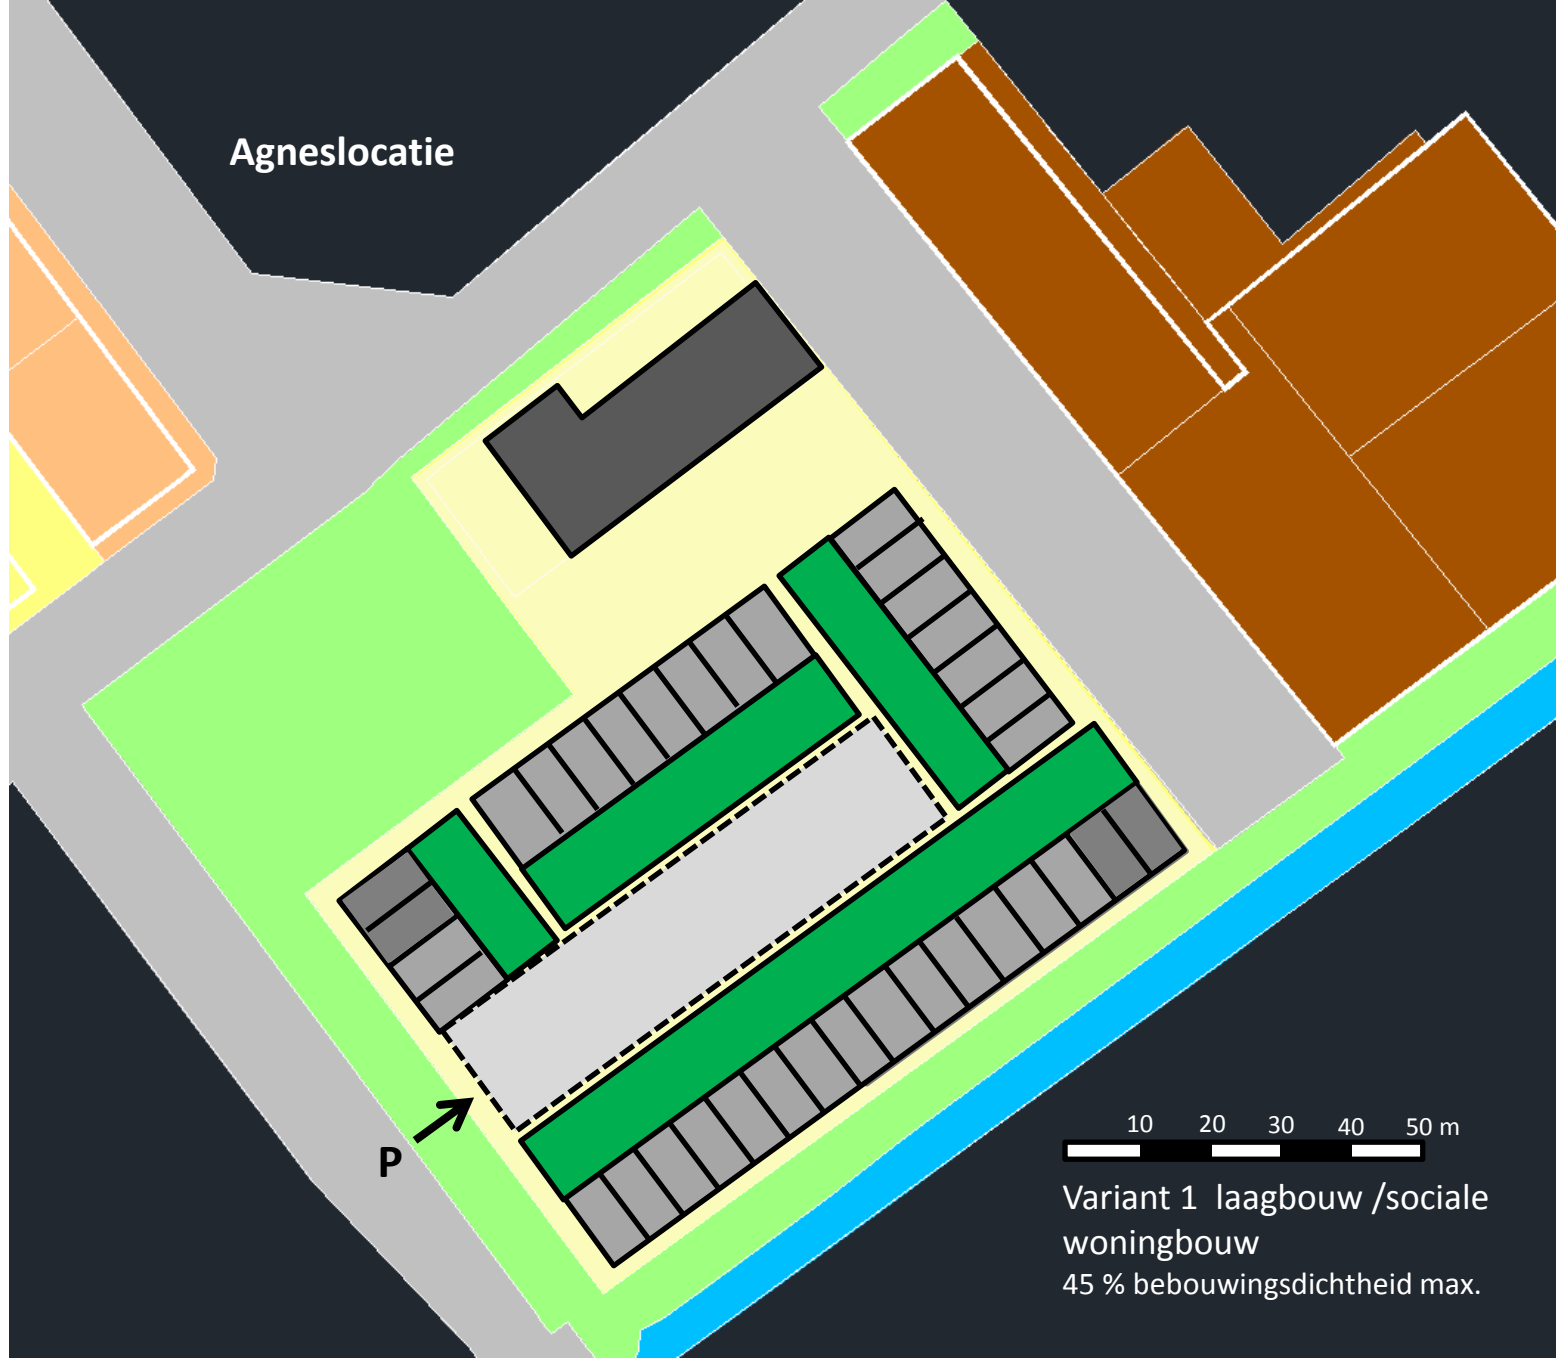 Agneslocatie
P
10 20 30 40 50 m
Variant 1 laagbouw /sociale
woningbouw
45 % bebouwingsdichtheid max.